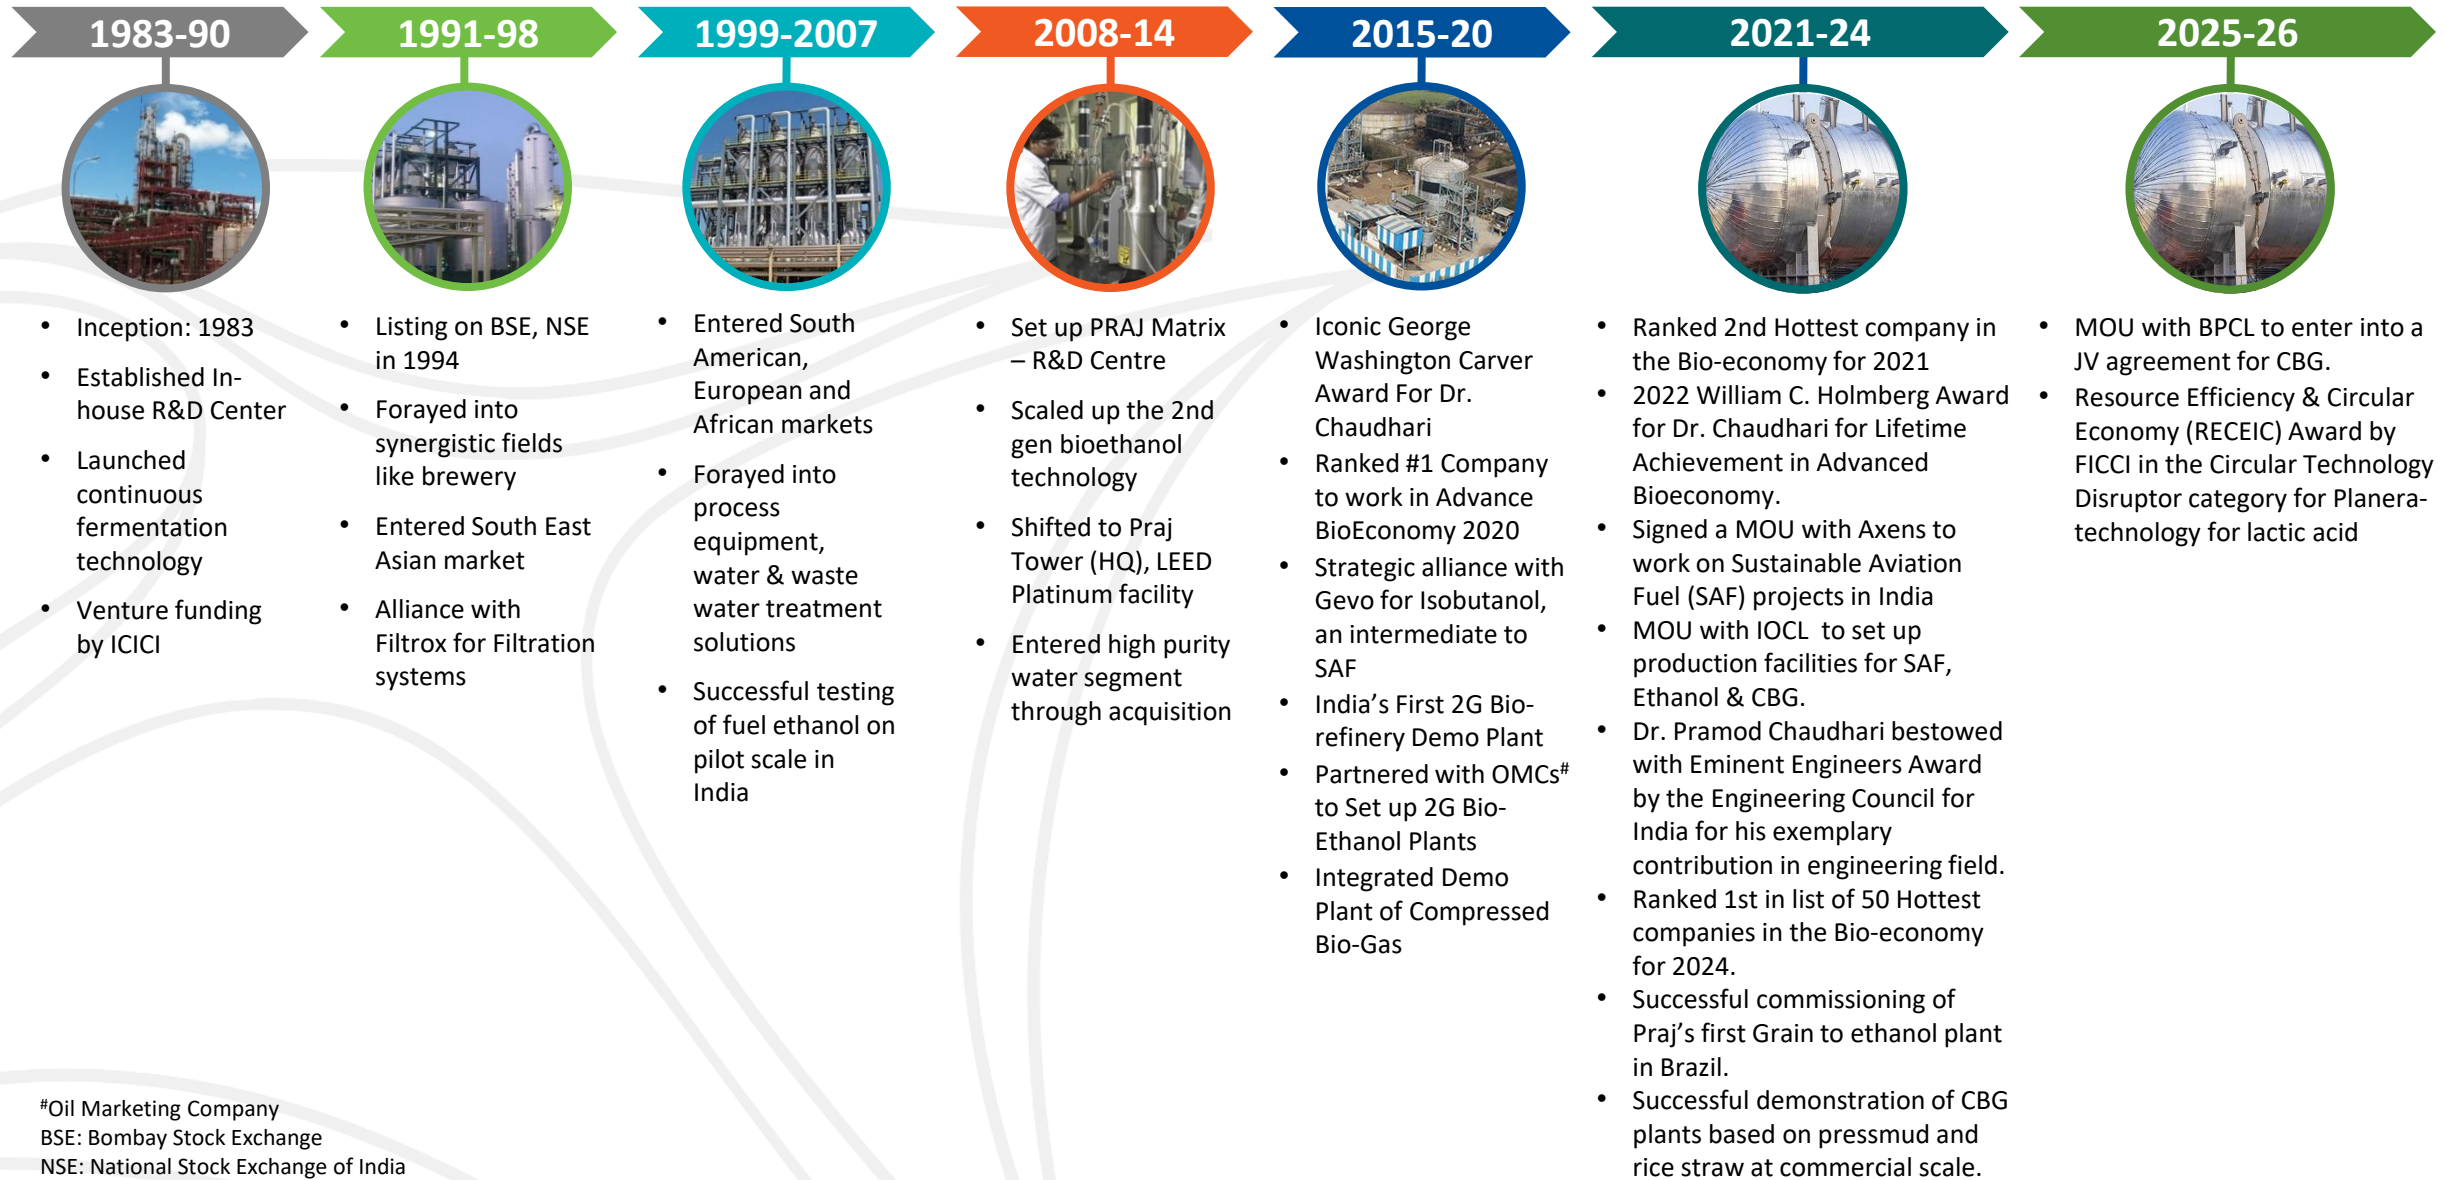 1983-90
Inception: 1983
Established In-
house R&D Center
Launched
continuous
fermentation
technology
Venture funding
by ICICI
1991-98
Listing on BSE, NSE
in 1994
Forayed into
synergistic fields
like brewery
Entered South East
Asian market
Alliance with
Filtrox for Filtration
systems
1999-2007
Entered South
American,
European and
African markets
Forayed into
process
equipment,
water & waste
water treatment
solutions
Successful testing
of fuel ethanol on
pilot scale in
India
2008-14
Set up PRAJ Matrix
– R&D Centre
Scaled up the 2nd
gen bioethanol
technology
Shifted to Praj
Tower (HQ), LEED
Platinum facility
Entered high purity
water segment
through acquisition
2015-20
Iconic George
Washington Carver
Award For Dr.
Chaudhari
Ranked #1 Company
to work in Advance
BioEconomy 2020
Strategic alliance with
Gevo for Isobutanol,
an intermediate to
SAF
India’s First 2G Bio-
refinery Demo Plant
Partnered with OMCs#
to Set up 2G Bio-
Ethanol Plants
Integrated Demo
Plant of Compressed
Bio-Gas
2021-24
Ranked 2nd Hottest company in
the Bio-economy for 2021
2022 William C. Holmberg Award
for Dr. Chaudhari for Lifetime
Achievement in Advanced
Bioeconomy.
Signed a MOU with Axens to
work on Sustainable Aviation
Fuel (SAF) projects in India
MOU with IOCL to set up
production facilities for SAF,
Ethanol & CBG.
Dr. Pramod Chaudhari bestowed
with Eminent Engineers Award
by the Engineering Council for
India for his exemplary
contribution in engineering field.
Ranked 1st in list of 50 Hottest
companies in the Bio-economy
for 2024.
Successful commissioning of
Praj’s first Grain to ethanol plant
in Brazil.
Successful demonstration of CBG
plants based on pressmud and
rice straw at commercial scale.
2025-26
MOU with BPCL to enter into a
JV agreement for CBG.
Resource Efficiency & Circular
Economy (RECEIC) Award by
FICCI in the Circular Technology
Disruptor category for Planera-
technology for lactic acid
#Oil Marketing Company
BSE: Bombay Stock Exchange
NSE: National Stock Exchange of India